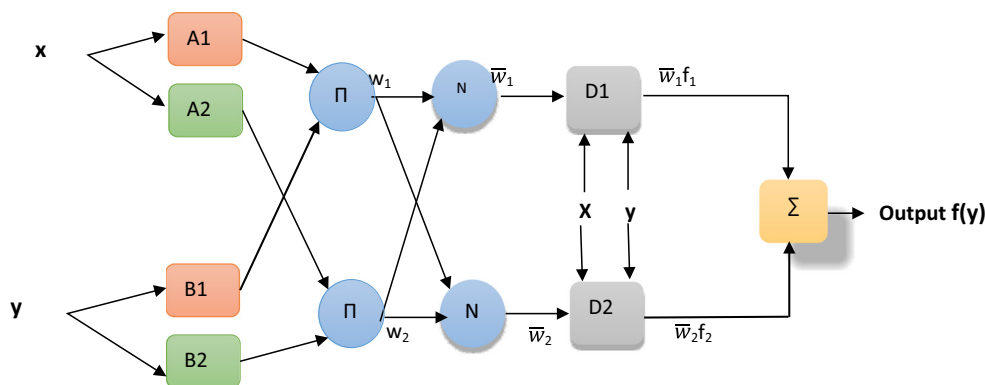 x
A1
A2
Π
w₁
N
w̅₁
D1
w̅₁f₁
X
y
Σ
Output f(y)
y
B1
B2
Π
w₂
N
w̅₂
D2
w̅₂f₂